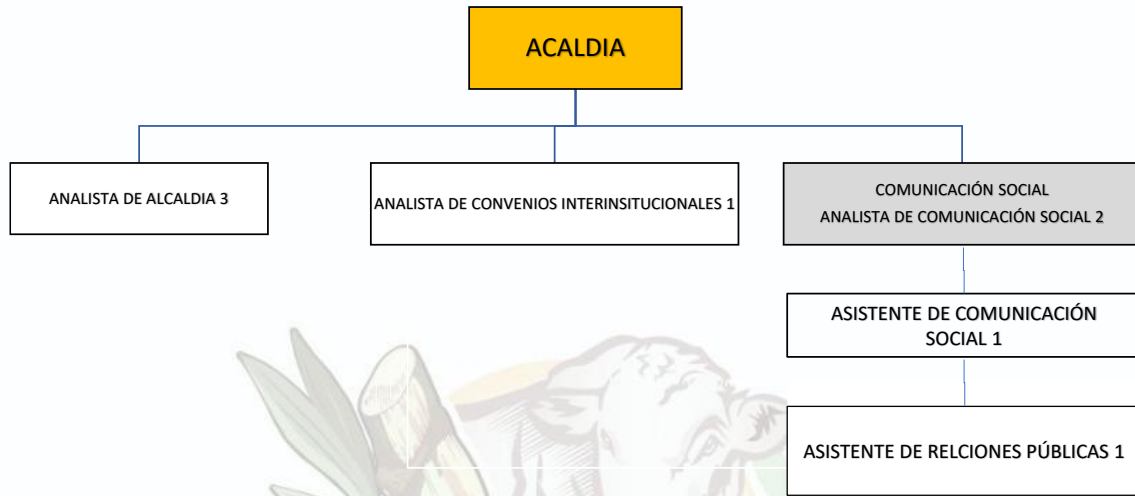 ACALDIA
ANALISTA DE ALCALDIA 3
ANALISTA DE CONVENIOS INTERINSITUCIONALES 1
COMUNICACIÓN SOCIAL
ANALISTA DE COMUNICACIÓN SOCIAL 2
ASISTENTE DE COMUNICACIÓN
SOCIAL 1
ASISTENTE DE RELCIONES PÚBLICAS 1